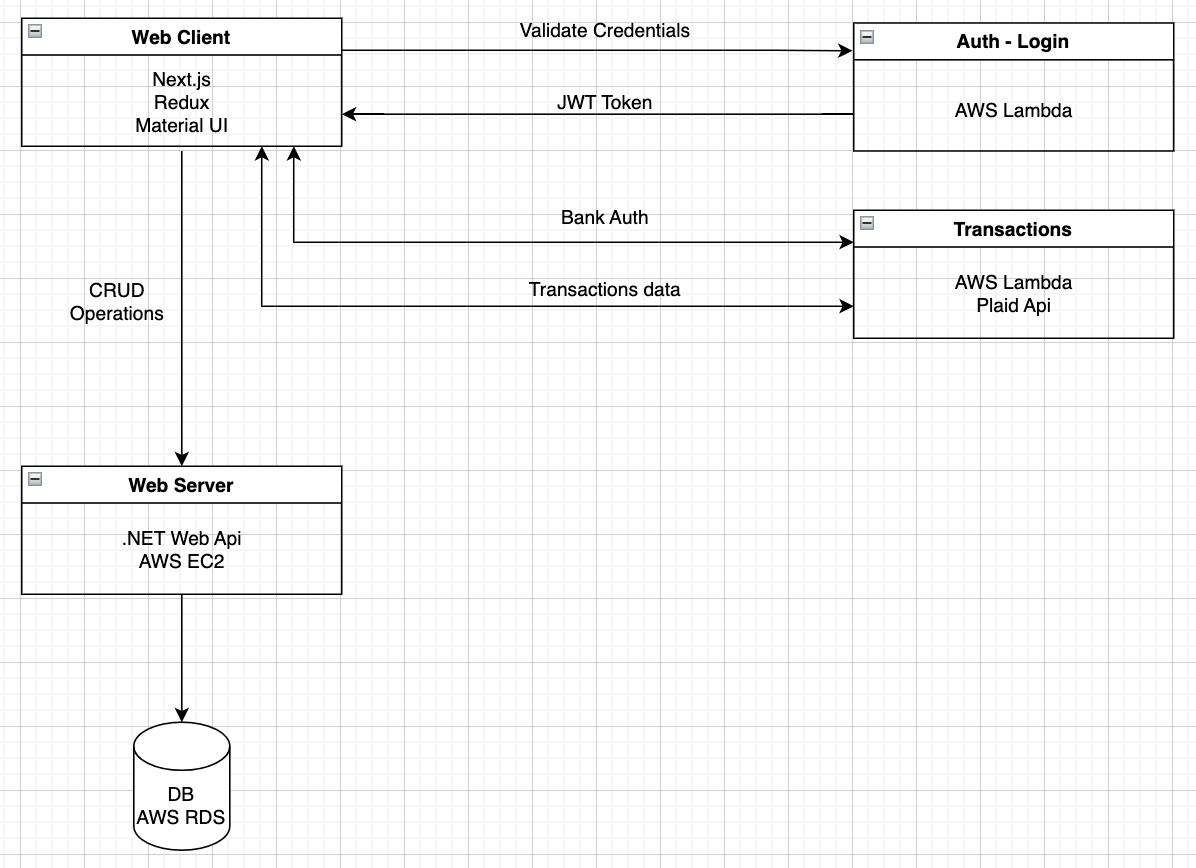 Web Client
Next.js
Redux
Material UI
Validate Credentials
JWT Token
Auth - Login
AWS Lambda
Bank Auth
Transactions data
Transactions
AWS Lambda
Plaid Api
CRUD
Operations
Web Server
.NET Web Api
AWS EC2
DB
AWS RDS